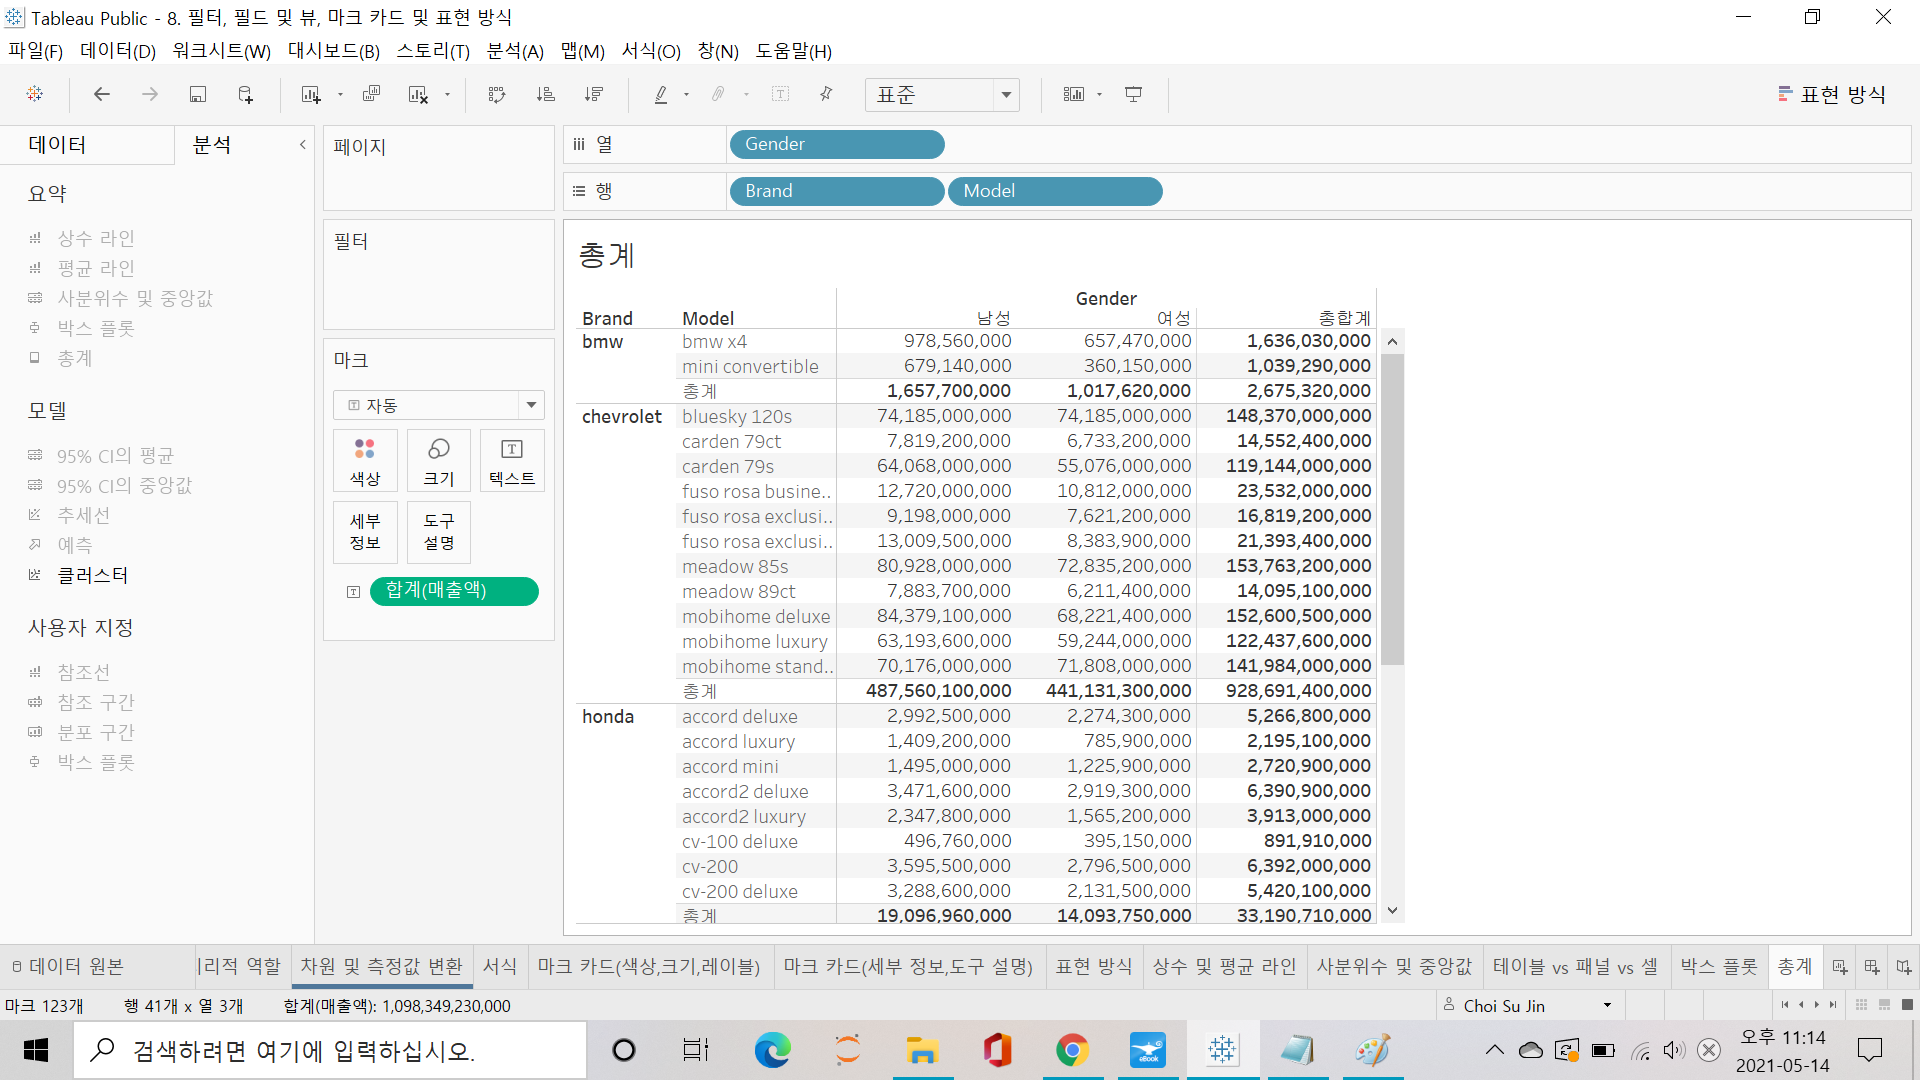 Tableau Public - 8. 필터, 필드 및 뷰, 마크 카드 및 표현 방식
파일(F) 데이터(D) 워크시트(W) 대시보드(B) 스토리(T) 분석(A) 맵(M) 서식(O) 창(N) 도움말(H)
표준
표현 방식
데이터 분석
요약
상수 라인
평균 라인
사분위수 및 중앙값
박스 플롯
총계
모델
95% CI의 평균
95% CI의 중앙값
추세선
예측
클러스터
사용자 지정
참조선
참조 구간
분포 구간
박스 플롯
페이지
필터
마크
자동
색상 크기 텍스트
세부 정보 도구 설명
합계(매출액)
열 Gender
행 Brand Model
총계
Gender
Brand Model 남성 여성 총합계
bmw bmw x4 978,560,000 657,470,000 1,636,030,000
mini convertible 679,140,000 360,150,000 1,039,290,000
총계 1,657,700,000 1,017,620,000 2,675,320,000
chevrolet bluesky 120s 74,185,000,000 74,185,000,000 148,370,000,000
carden 79ct 7,819,200,000 6,733,200,000 14,552,400,000
carden 79s 64,068,000,000 55,076,000,000 119,144,000,000
fuso rosa busine.. 12,720,000,000 10,812,000,000 23,532,000,000
fuso rosa exclusi.. 9,198,000,000 7,621,200,000 16,819,200,000
fuso rosa exclusi.. 13,009,500,000 8,383,900,000 21,393,400,000
meadow 85s 80,928,000,000 72,835,200,000 153,763,200,000
meadow 89ct 7,883,700,000 6,211,400,000 14,095,100,000
mobihome deluxe 84,379,100,000 68,221,400,000 152,600,500,000
mobihome luxury 63,193,600,000 59,244,000,000 122,437,600,000
mobihome stand.. 70,176,000,000 71,808,000,000 141,984,000,000
총계 487,560,100,000 441,131,300,000 928,691,400,000
honda accord deluxe 2,992,500,000 2,274,300,000 5,266,800,000
accord luxury 1,409,200,000 785,900,000 2,195,100,000
accord mini 1,495,000,000 1,225,900,000 2,720,900,000
accord2 deluxe 3,471,600,000 2,919,300,000 6,390,900,000
accord2 luxury 2,347,800,000 1,565,200,000 3,913,000,000
cv-100 deluxe 496,760,000 395,150,000 891,910,000
cv-200 3,595,500,000 2,796,500,000 6,392,000,000
cv-200 deluxe 3,288,600,000 2,131,500,000 5,420,100,000
총계 19,096,960,000 14,093,750,000 33,190,710,000
데이터 원본 리적 역할 차원 및 측정값 변환 서식 마크 카드(색상,크기,레이블) 마크 카드(세부 정보,도구 설명) 표현 방식 상수 및 평균 라인 사분위수 및 중앙값 테이블 vs 패널 vs 셀 박스 플롯 총계
마크 123개 행 41개 x 열 3개 합계(매출액): 1,098,349,230,000 Choi Su Jin
검색하려면 여기에 입력하십시오.
eBook
오후 11:14
2021-05-14